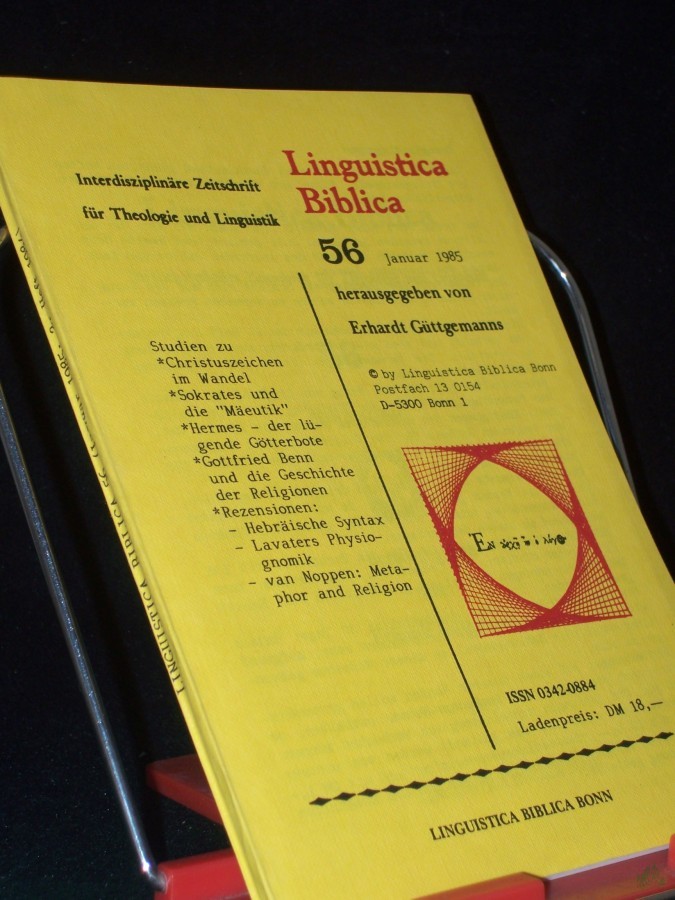 Interdisziplinäre Zeitschrift
für Theologie und Linguistik
Linguistica
Biblica
56 Januar 1985
herausgegeben von
Erhardt Güttgemanns
© by Linguistica Biblica Bonn
Postfach 13 0154
D-5300 Bonn 1
Studien zu
*Christuszeichen
im Wandel
*Sokrates und
die "Mäeutik"
*Hermes - der lü-
gende Götterbote
*Gottfried Benn
und die Geschichte
der Religionen
*Rezensionen:
- Hebräische Syntax
- Lavaters Physio-
gnomik
- van Noppen: Meta-
phor and Religion
ISSN 0342-0884
Ladenpreis: DM 18,—
LINGUISTICA BIBLICA BONN
LINGUISTICA BIBLICA 56